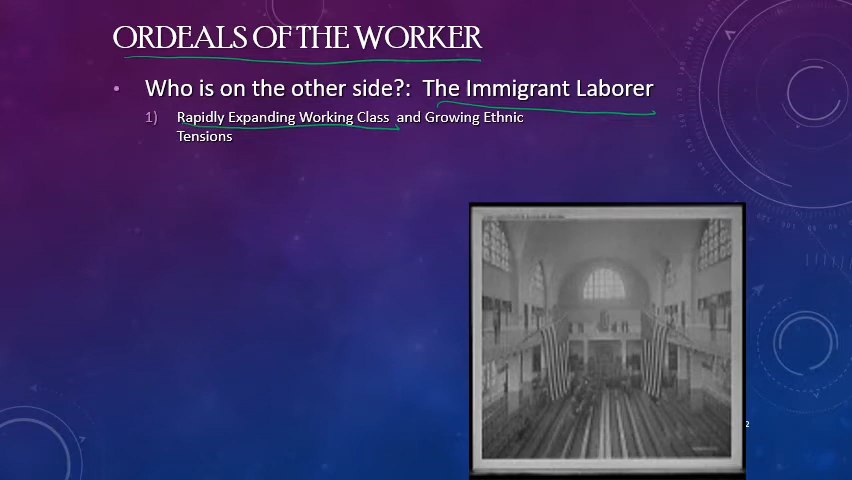 ORDEALS OF THE WORKER
• Who is on the other side?: The Immigrant Laborer
1) Rapidly Expanding Working Class and Growing Ethnic
Tensions
2